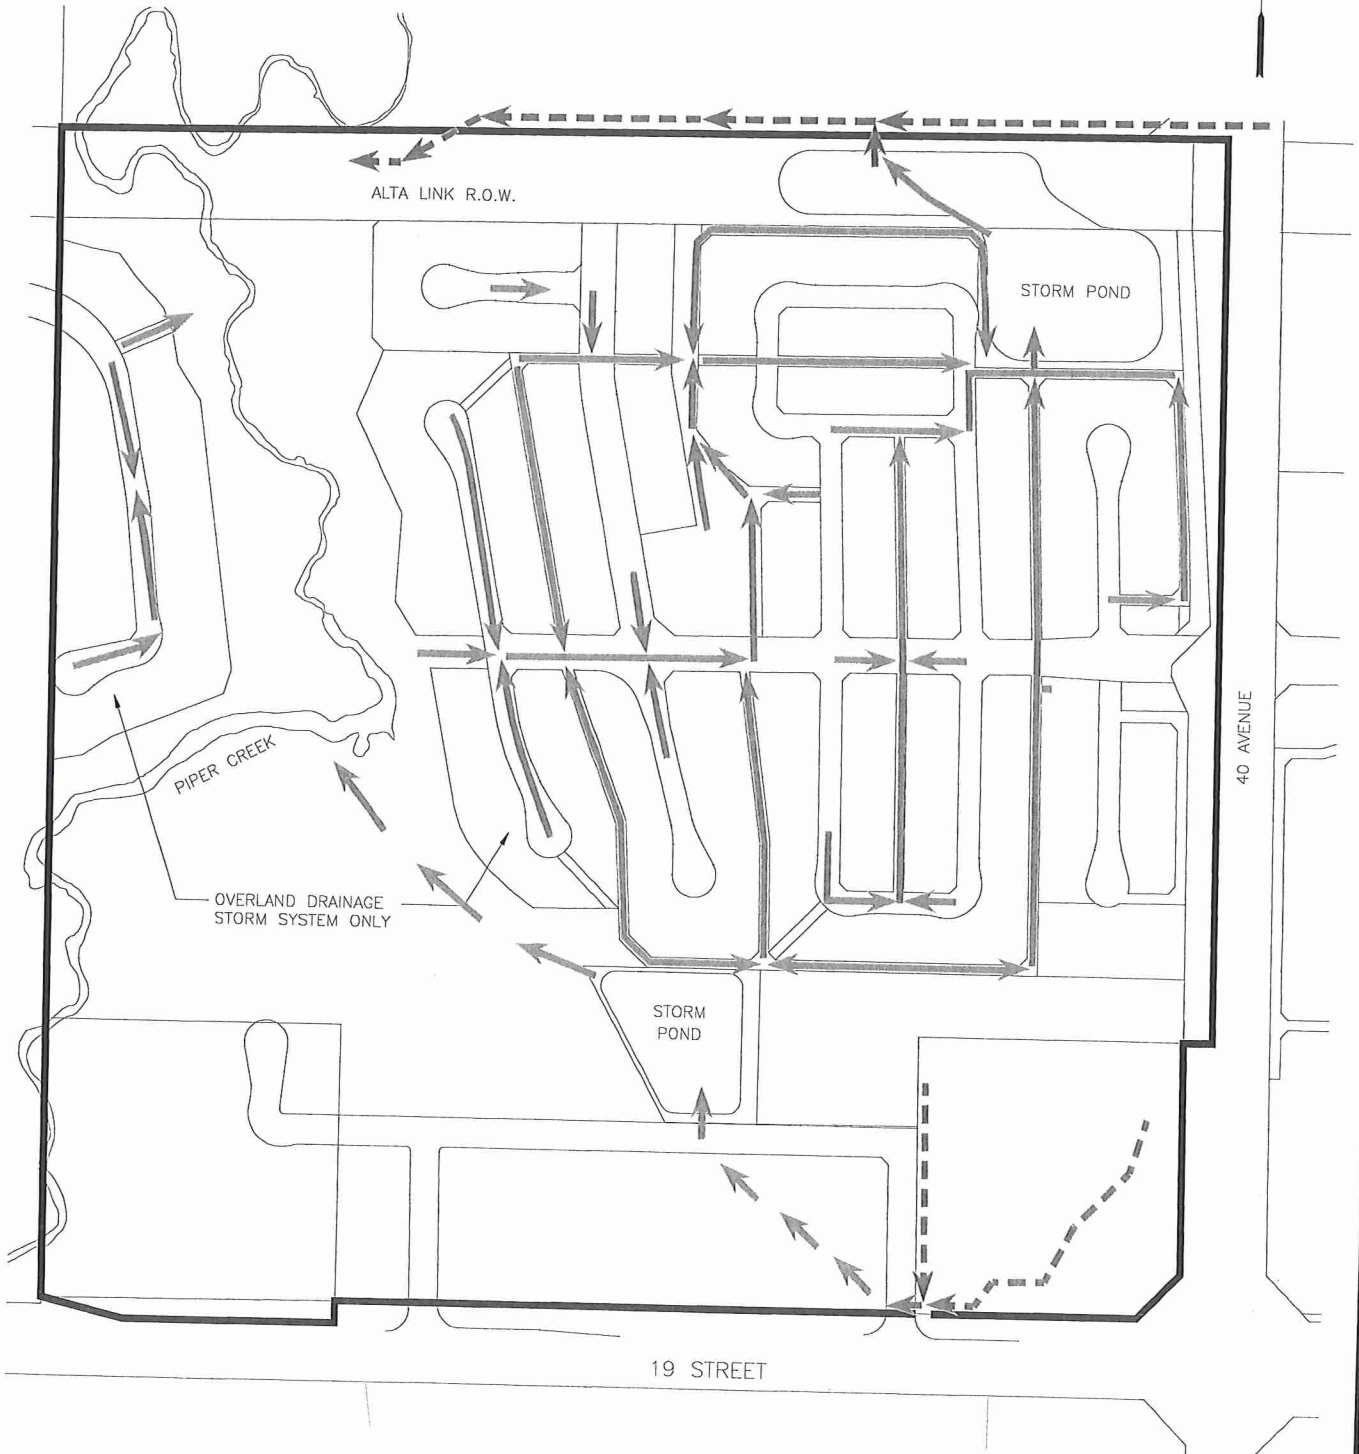 ALTA LINK R.O.W.
STORM POND
PIPER CREEK
40 AVENUE
OVERLAND DRAINAGE
STORM SYSTEM ONLY
STORM
POND
19 STREET